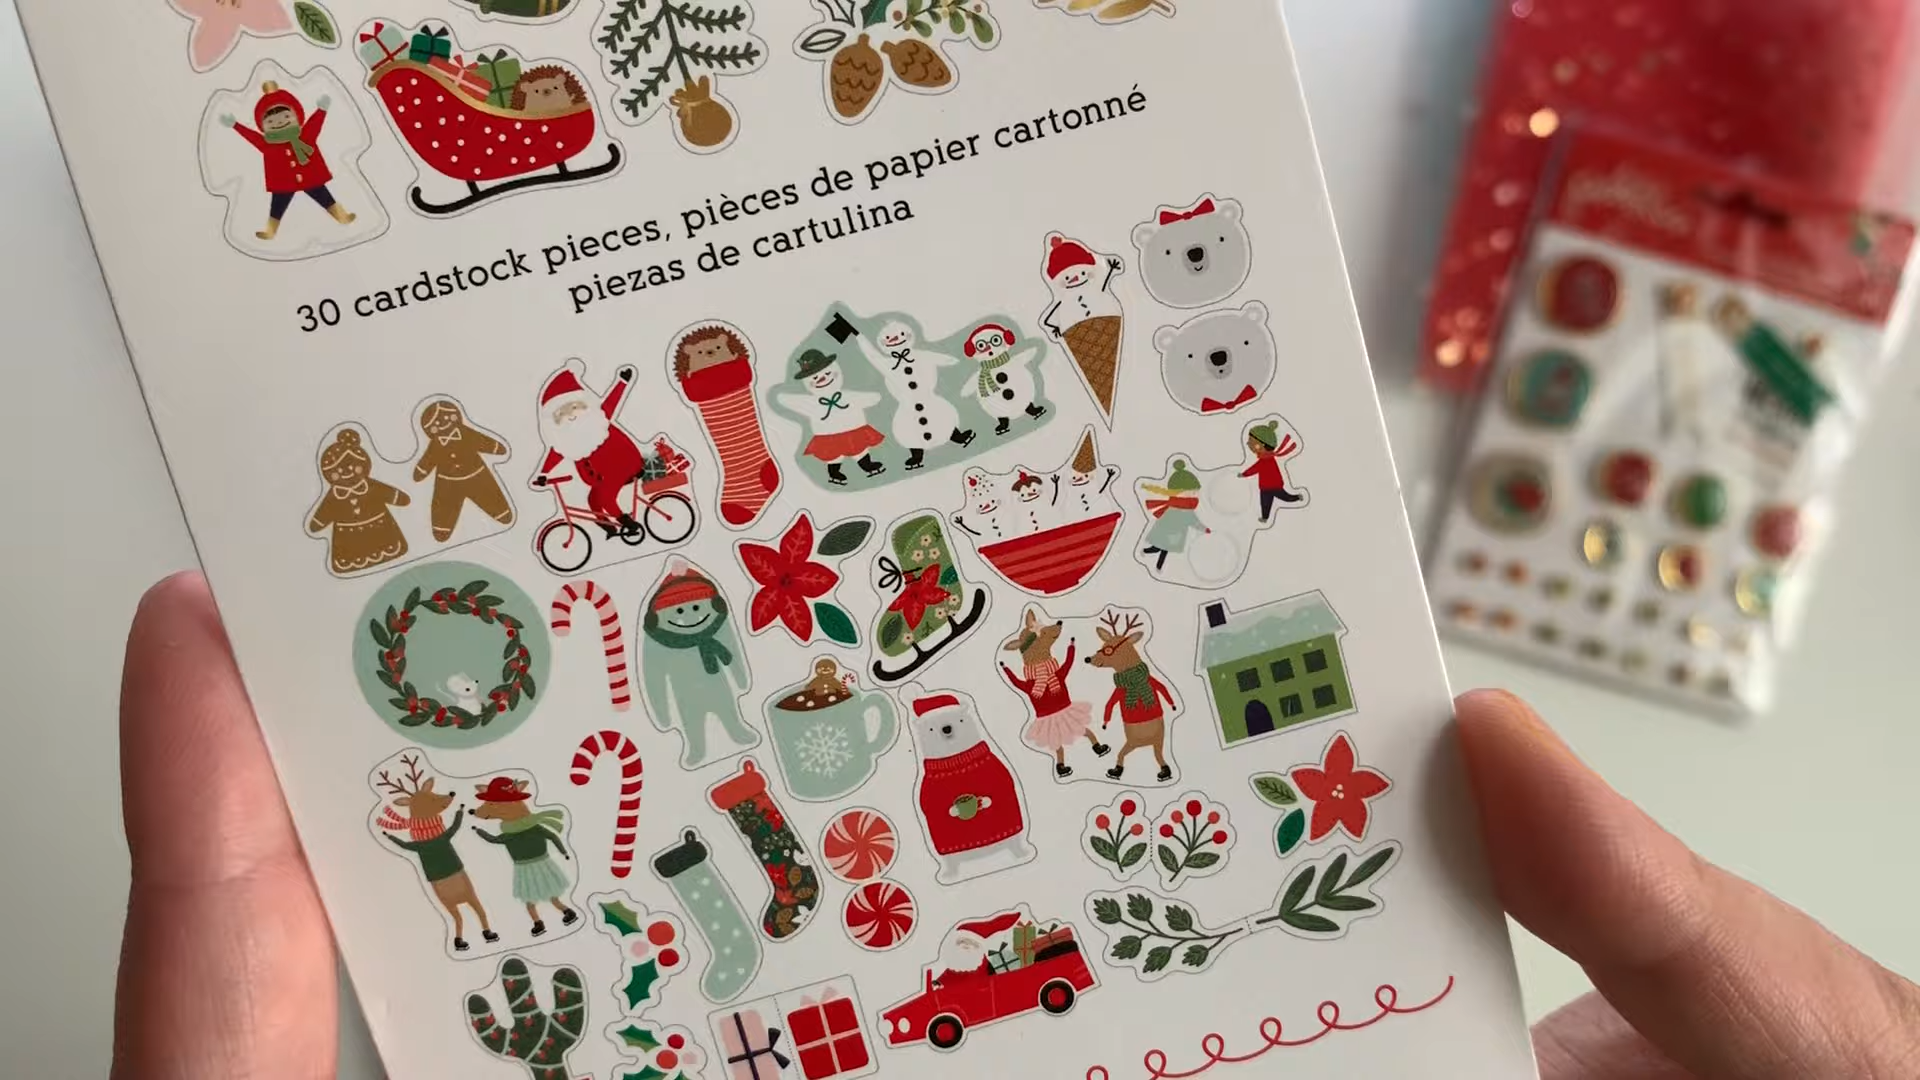 30 cardstock pieces, pièces de papier cartonné
piezas de cartulina